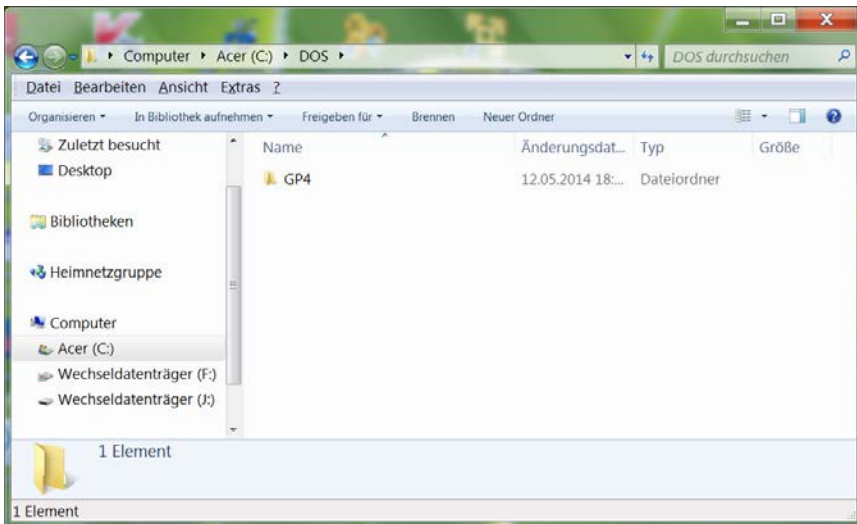 Computer Acer (C:) DOS DOS durchsuchen
Datei Bearbeiten Ansicht Extras ?
Organisieren In Bibliothek aufnehmen Freigeben für Brennen Neuer Ordner
Zuletzt besucht
Desktop
Bibliotheken
Heimnetzgruppe
Computer
Acer (C:)
Wechseldatenträger (F:)
Wechseldatenträger (J:)
Name Änderungsdat... Typ Größe
GP4 12.05.2014 18:... Dateiordner
1 Element
1 Element